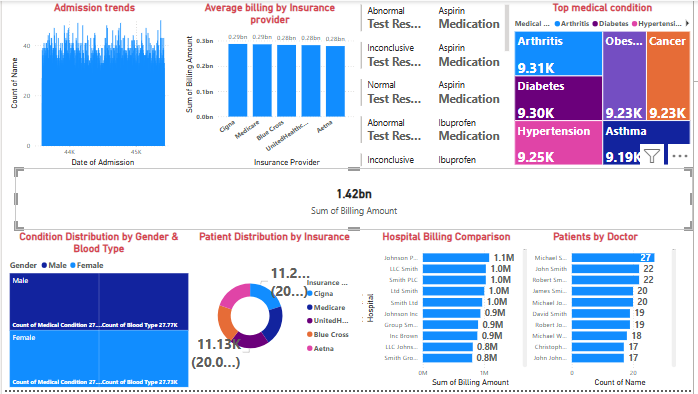 Admission trends
Count of Name
40
20
0
44K
45K
Date of Admission
Average billing by Insurance
provider
Sum of Billing Amount
0.3bn
0.2bn
0.1bn
0.0bn
0.29bn
0.29bn
0.28bn
0.28bn
0.28bn
Cigna
Medicare
Blue Cross
UnitedHealthc...
Aetna
Insurance Provider
Abnormal Aspirin
Test Res... Medication
Inconclusive Aspirin
Test Res... Medication
Normal Aspirin
Test Res... Medication
Abnormal Ibuprofen
Test Res... Medication
Inconclusive Ibuprofen
Top medical condition
Medical ... Arthritis Diabetes Hypertensi...
Arthritis
9.31K
Diabetes
9.30K
Hypertension
9.25K
Obes...
9.23K
Cancer
9.23K
Asthma
9.19K
1.42bn
Sum of Billing Amount
Condition Distribution by Gender &
Blood Type
Gender Male Female
Male
Count of Medical Condition 27.... Count of Blood Type 27.77K
Female
Count of Medical Condition 27.... Count of Blood Type 27.73K
Patient Distribution by Insurance
11.2...
(20...)
11.13K
(20.0...)
Insurance ...
Cigna
Medicare
UnitedH...
Blue Cross
Aetna
Hospital Billing Comparison
Hospital
Johnson P... 1.1M
LLC Smith 1.0M
Smith PLC 1.0M
Ltd Smith 1.0M
Smith Ltd 1.0M
Johnson Inc 0.9M
Group Sm... 0.9M
Inc Brown 0.9M
LLC Johns... 0.8M
Smith Gro... 0.8M
0M 1M
Sum of Billing Amount
Patients by Doctor
Michael S... 27
John Smith 22
Robert Sm... 22
James Smi... 20
Michael Jo... 20
David Smith 19
Robert Jo... 19
Michael W... 18
Christoph... 17
John John... 17
0 20
Count of Name